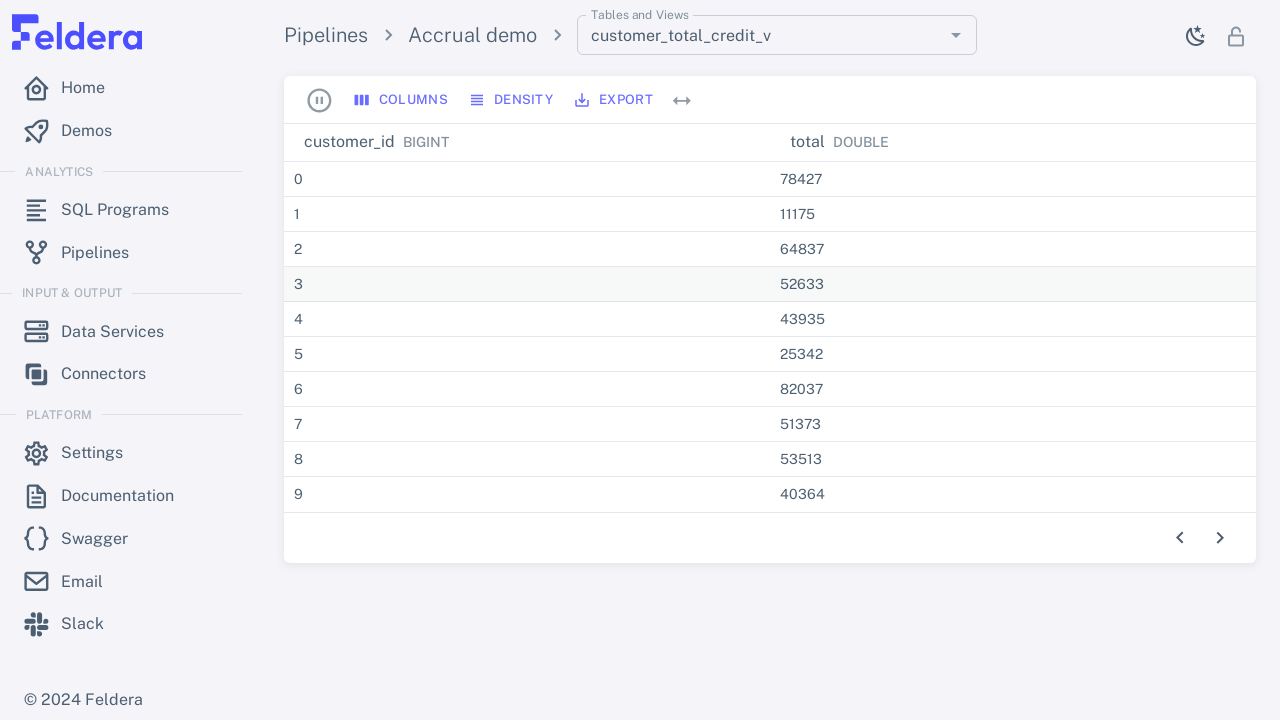 Feldera
Home
Demos
ANALYTICS
SQL Programs
Pipelines
INPUT & OUTPUT
Data Services
Connectors
PLATFORM
Settings
Documentation
Swagger
Email
Slack
© 2024 Feldera
Pipelines > Accrual demo >
Tables and Views
customer_total_credit_v
COLUMNS DENSITY EXPORT
customer_id BIGINT total DOUBLE
0 78427
1 11175
2 64837
3 52633
4 43935
5 25342
6 82037
7 51373
8 53513
9 40364